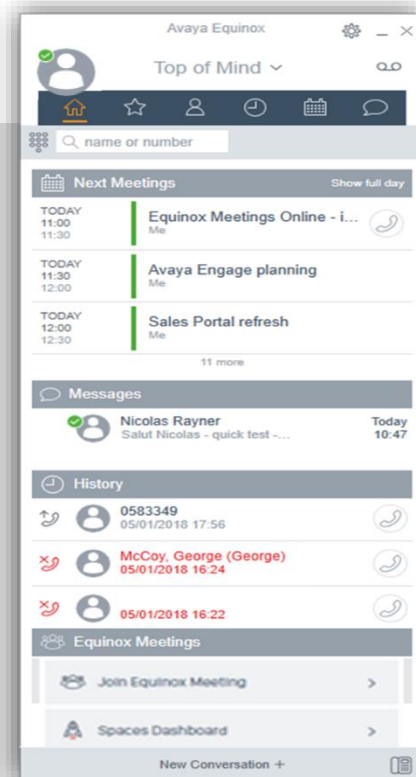 Avaya Equinox
Top of Mind
name or number
Next Meetings Show full day
TODAY
11:00
11:30
Equinox Meetings Online - i...
Me
TODAY
11:30
12:00
Avaya Engage planning
Me
TODAY
12:00
12:30
Sales Portal refresh
Me
11 more
Messages
Nicolas Rayner
Salut Nicolas - quick test -...
Today
10:47
History
0583349
05/01/2018 17:56
McCoy, George (George)
05/01/2018 16:24
05/01/2018 16:22
Equinox Meetings
Join Equinox Meeting
Spaces Dashboard
New Conversation +